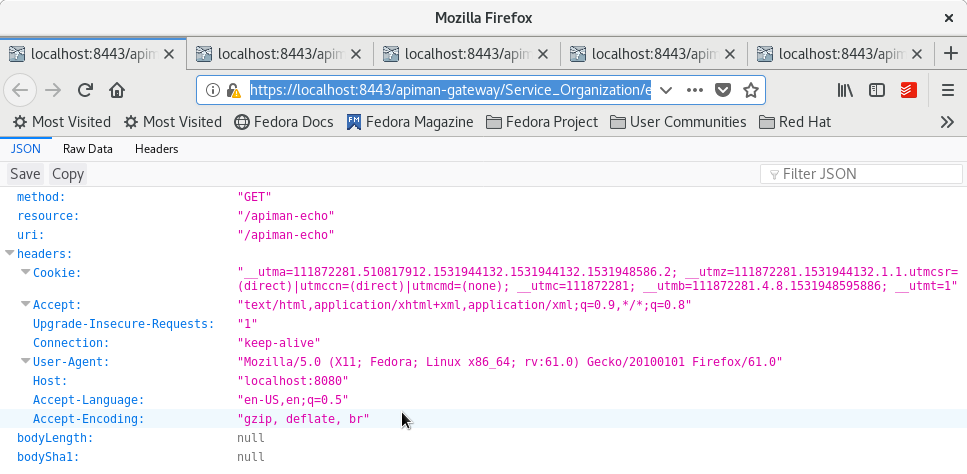 Mozilla Firefox
localhost:8443/apim
localhost:8443/apim
localhost:8443/apim
localhost:8443/apim
localhost:8443/apim
https://localhost:8443/apiman-gateway/Service_Organization/e
Most Visited Most Visited Fedora Docs Fedora Magazine Fedora Project User Communities Red Hat
JSON Raw Data Headers
Save Copy Filter JSON
method: "GET"
resource: "/apiman-echo"
uri: "/apiman-echo"
headers:
Cookie: "__utma=111872281.510817912.1531944132.1531944132.1531948586.2; __utmz=111872281.1531944132.1.1.utmcsr=
(direct)|utmccn=(direct)|utmcmd=(none); __utmc=111872281; __utmb=111872281.4.8.1531948595886; __utmt=1"
Accept: "text/html,application/xhtml+xml,application/xml;q=0.9,*/*;q=0.8"
Upgrade-Insecure-Requests: "1"
Connection: "keep-alive"
User-Agent: "Mozilla/5.0 (X11; Fedora; Linux x86_64; rv:61.0) Gecko/20100101 Firefox/61.0"
Host: "localhost:8080"
Accept-Language: "en-US,en;q=0.5"
Accept-Encoding: "gzip, deflate, br"
bodyLength: null
bodySha1: null